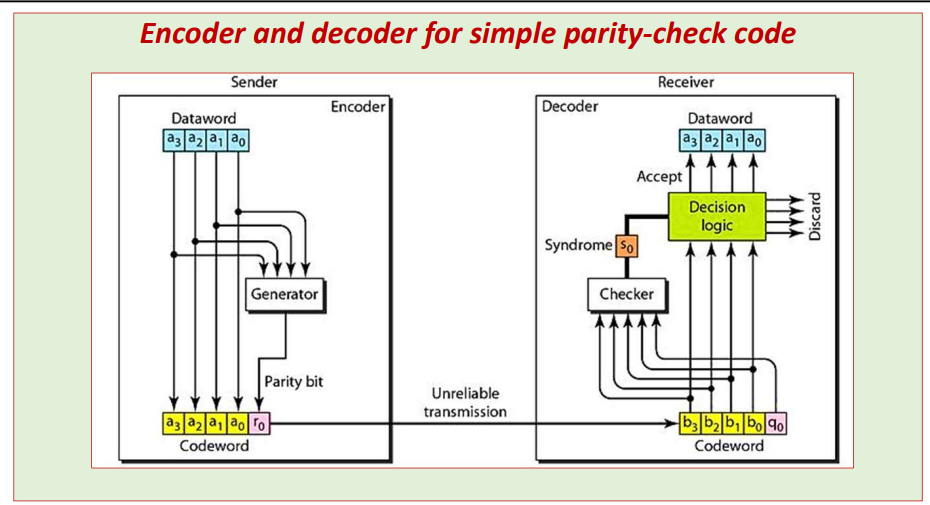 Encoder and decoder for simple parity-check code
Sender
Receiver
Encoder
Dataword
a3 a2 a1 a0
Generator
Parity bit
a3 a2 a1 a0 r0
Codeword
Unreliable
transmission
Decoder
Dataword
a3 a2 a1 a0
Accept
Decision
logic
Discard
Syndrome s0
Checker
b3 b2 b1 b0 q0
Codeword